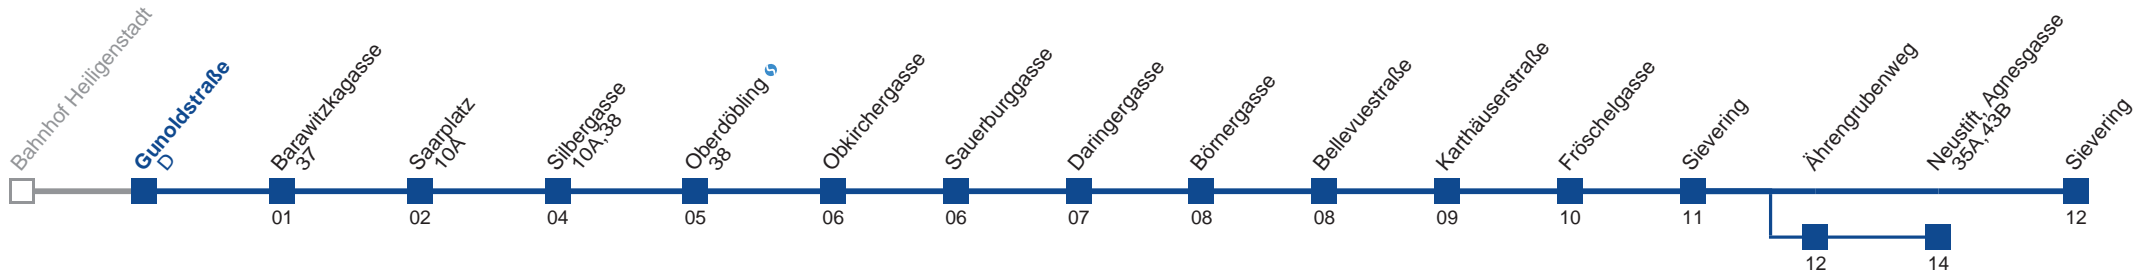 Bahnhof Heiligenstadt
Gunoldstraße
D
Barawitzkagasse
37
Saarplatz
10A
Silbergasse
10A,38
Oberdöbling
38
Obkirchergasse
Sauerburggasse
Daringergasse
Börnergasse
Bellevuestraße
Karthäuserstraße
Fröschelgasse
Sievering
Ährengrubenweg
Neustift, Agnesgasse
35A,43B
Sievering
01
02
04
05
06
06
07
08
08
09
10
11
12
12
14